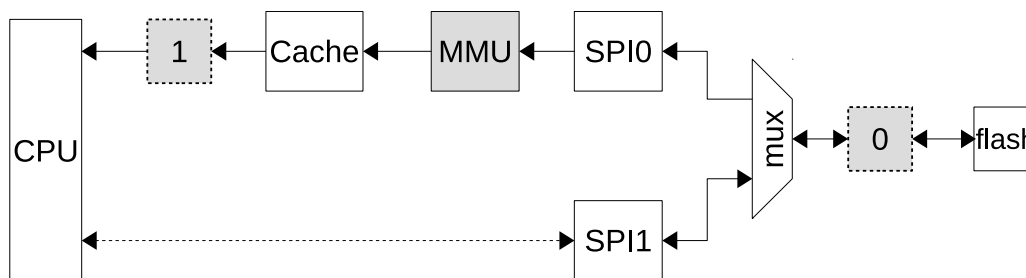 1
Cache
MMU
SPI0
mux
0
flash
CPU
SPI1